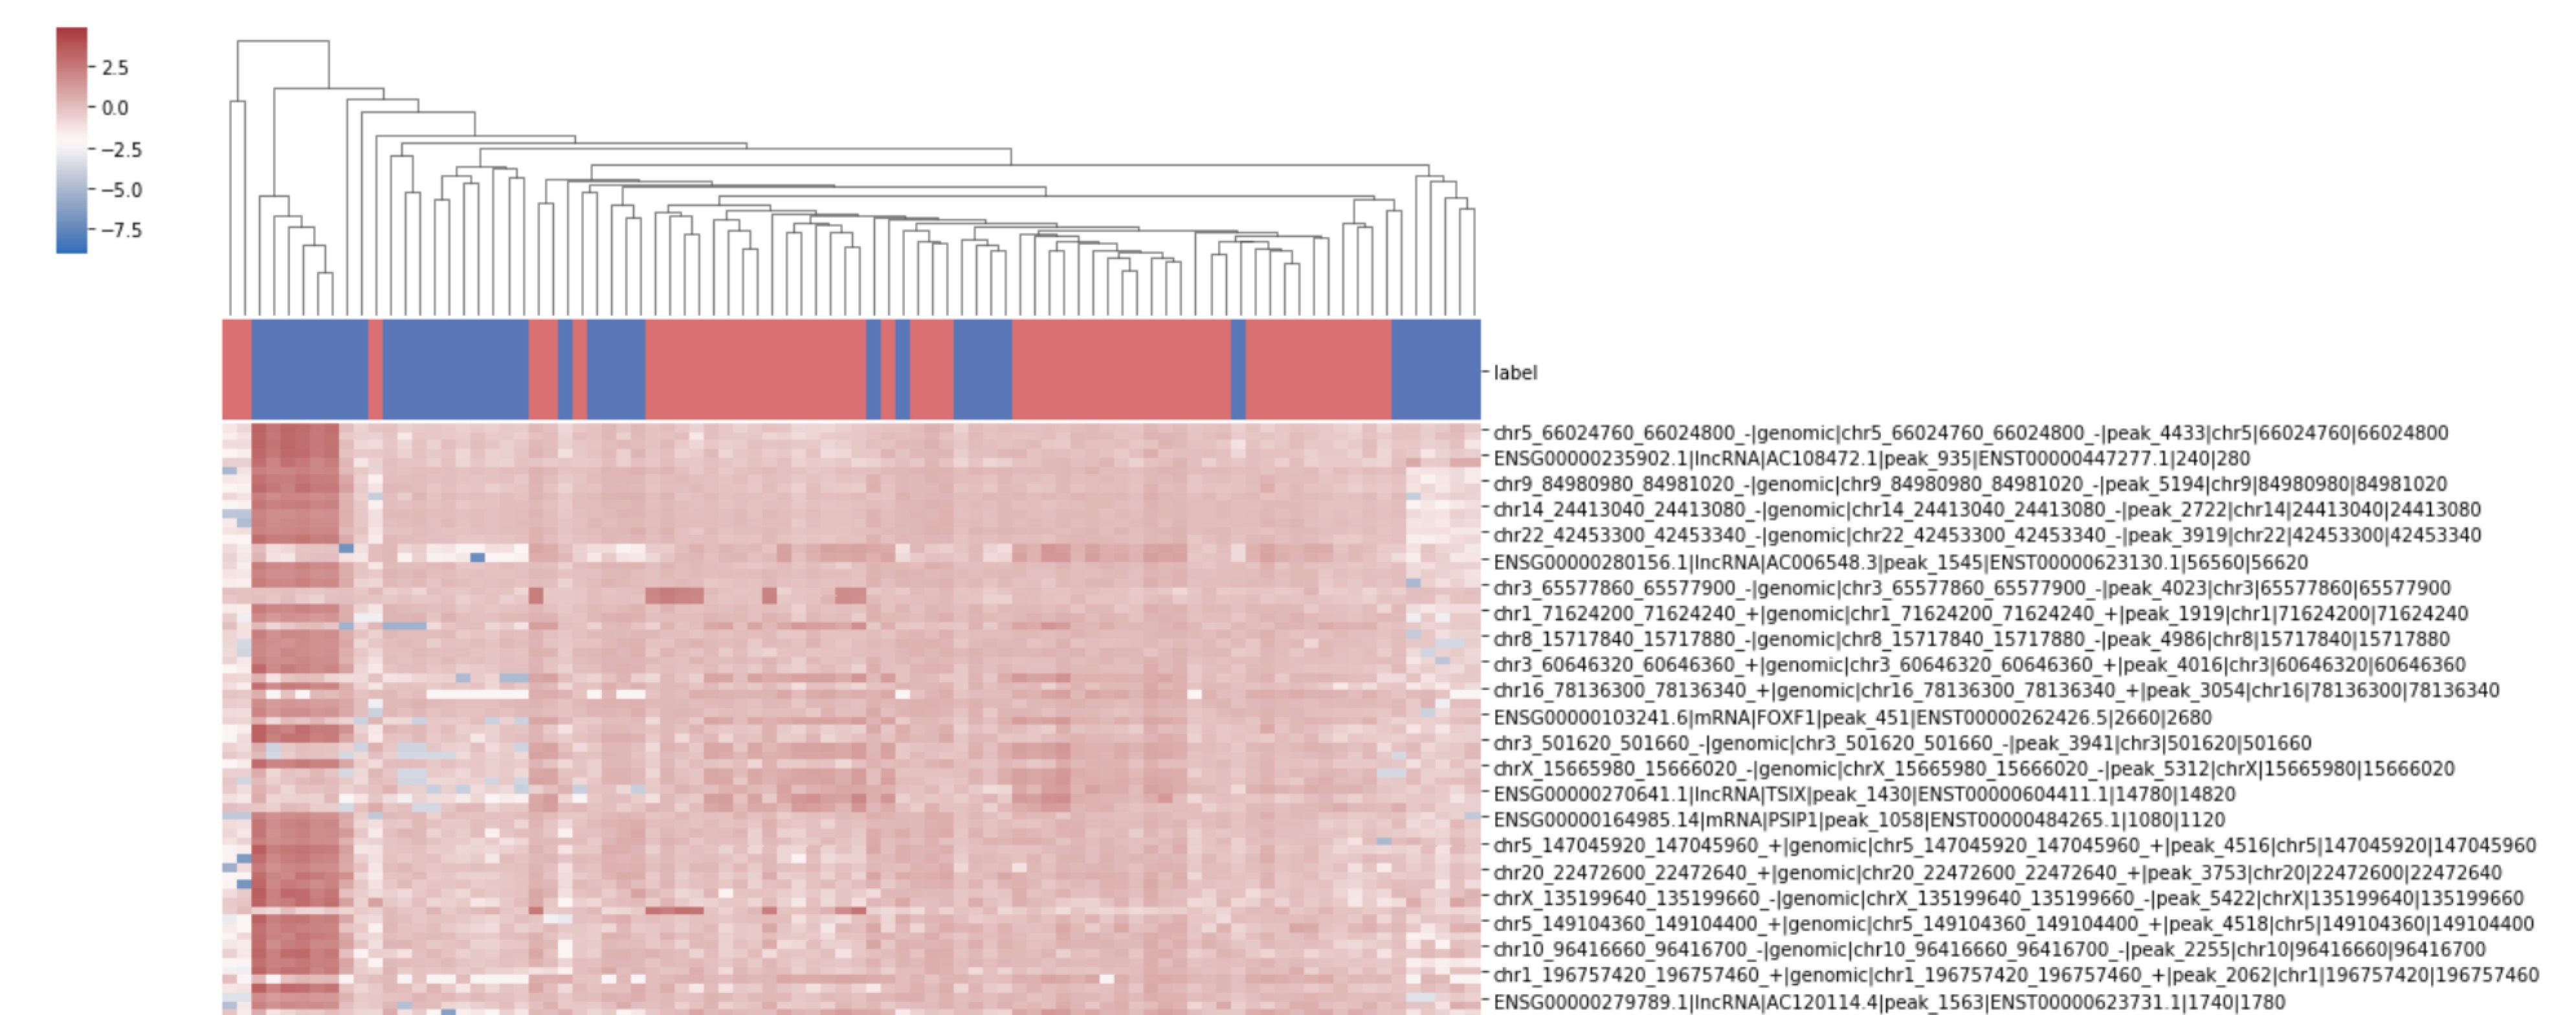 2.5
0.0
−2.5
−5.0
−7.5
label
chr5_66024760_66024800_-|genomic|chr5_66024760_66024800_-|peak_4433|chr5|66024760|66024800
ENSG00000235902.1|lncRNA|AC108472.1|peak_935|ENST00000447277.1|240|280
chr9_84980980_84981020_-|genomic|chr9_84980980_84981020_-|peak_5194|chr9|84980980|84981020
chr14_24413040_24413080_-|genomic|chr14_24413040_24413080_-|peak_2722|chr14|24413040|24413080
chr22_42453300_42453340_-|genomic|chr22_42453300_42453340_-|peak_3919|chr22|42453300|42453340
ENSG00000280156.1|lncRNA|AC006548.3|peak_1545|ENST00000623130.1|56560|56620
chr3_65577860_65577900_-|genomic|chr3_65577860_65577900_-|peak_4023|chr3|65577860|65577900
chr1_71624200_71624240_+|genomic|chr1_71624200_71624240_+|peak_1919|chr1|71624200|71624240
chr8_15717840_15717880_-|genomic|chr8_15717840_15717880_-|peak_4986|chr8|15717840|15717880
chr3_60646320_60646360_+|genomic|chr3_60646320_60646360_+|peak_4016|chr3|60646320|60646360
chr16_78136300_78136340_+|genomic|chr16_78136300_78136340_+|peak_3054|chr16|78136300|78136340
ENSG00000103241.6|mRNA|FOXF1|peak_451|ENST00000262426.5|2660|2680
chr3_501620_501660_-|genomic|chr3_501620_501660_-|peak_3941|chr3|501620|501660
chrX_15665980_15666020_-|genomic|chrX_15665980_15666020_-|peak_5312|chrX|15665980|15666020
ENSG00000270641.1|lncRNA|TSIX|peak_1430|ENST00000604411.1|14780|14820
ENSG00000164985.14|mRNA|PSIP1|peak_1058|ENST00000484265.1|1080|1120
chr5_147045920_147045960_+|genomic|chr5_147045920_147045960_+|peak_4516|chr5|147045920|147045960
chr20_22472600_22472640_+|genomic|chr20_22472600_22472640_+|peak_3753|chr20|22472600|22472640
chrX_135199640_135199660_-|genomic|chrX_135199640_135199660_-|peak_5422|chrX|135199640|135199660
chr5_149104360_149104400_+|genomic|chr5_149104360_149104400_+|peak_4518|chr5|149104360|149104400
chr10_96416660_96416700_-|genomic|chr10_96416660_96416700_-|peak_2255|chr10|96416660|96416700
chr1_196757420_196757460_+|genomic|chr1_196757420_196757460_+|peak_2062|chr1|196757420|196757460
ENSG00000279789.1|lncRNA|AC120114.4|peak_1563|ENST00000623731.1|1740|1780